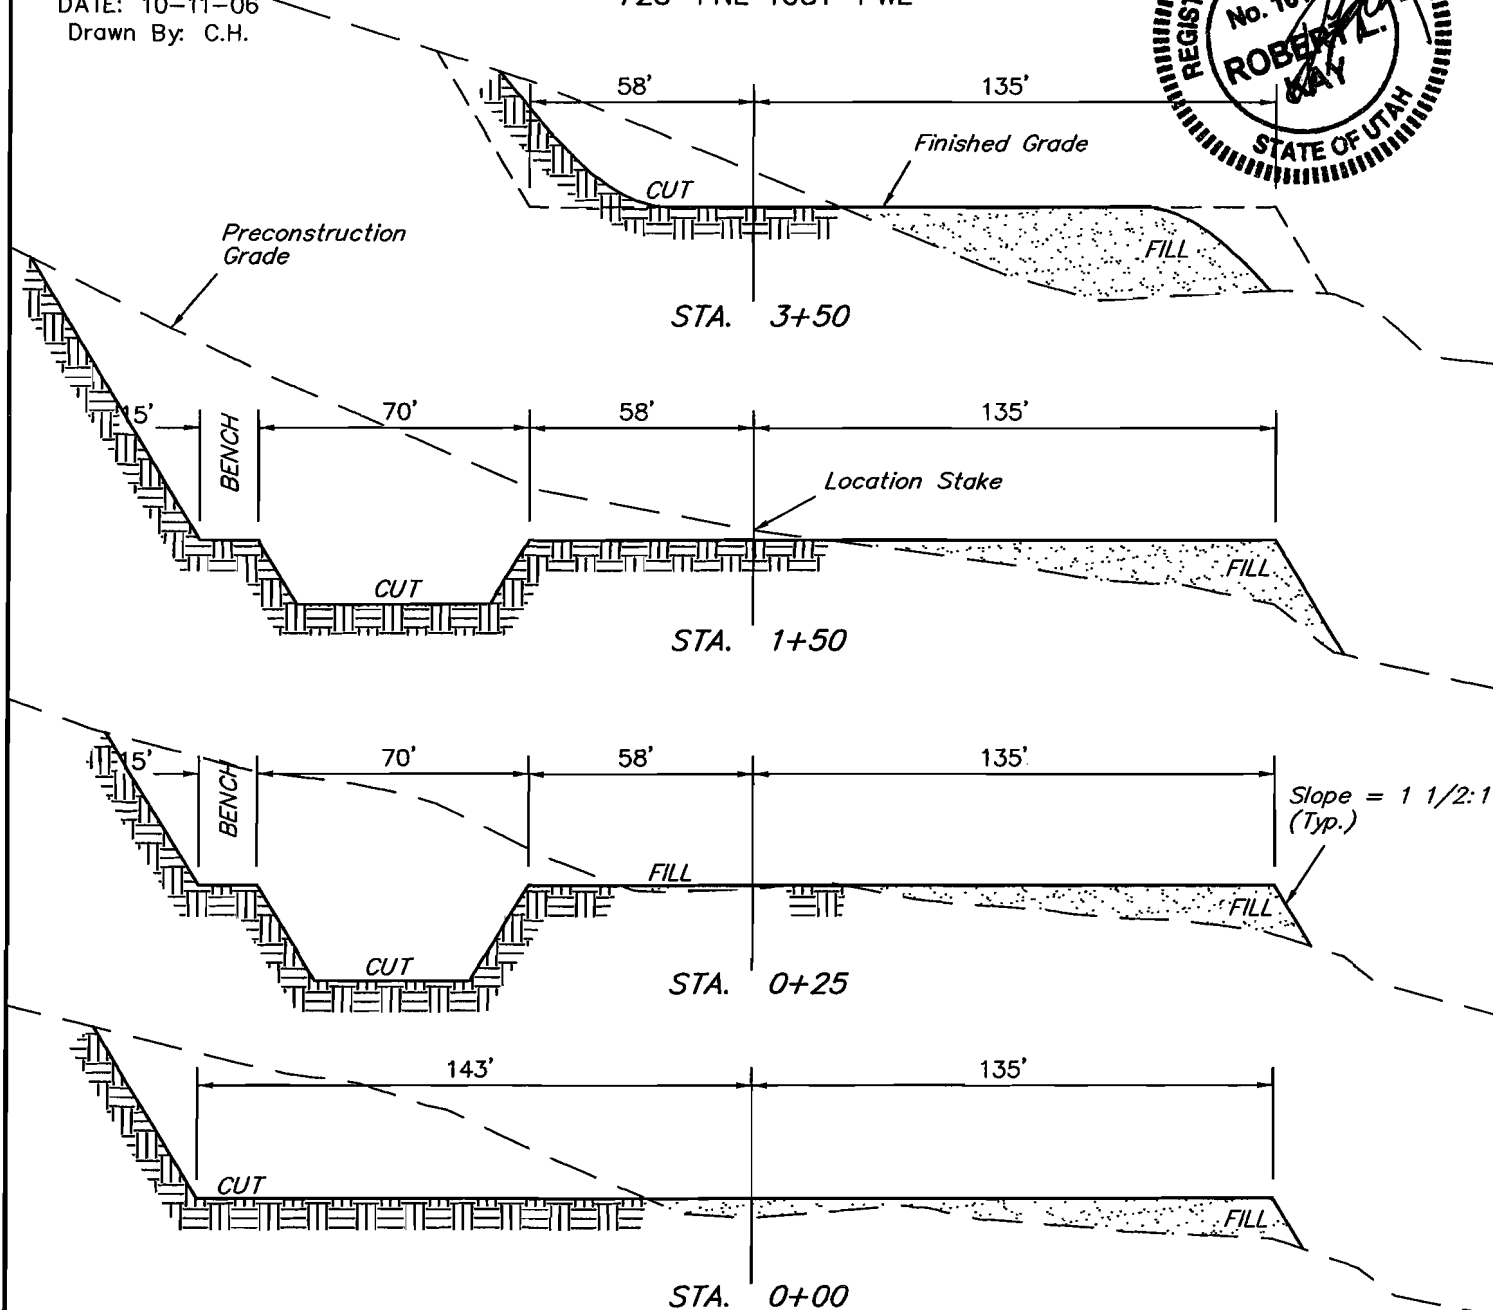 DATE: 10-11-06
Drawn By: C.H.
REGIST
No.
ROBERT L.
KAY
STATE OF UTAH
58' 135'
Finished Grade
CUT
Preconstruction
Grade
FILL
STA. 3+50
15' BENCH 70' 58' 135'
Location Stake
CUT
FILL
STA. 1+50
15' BENCH 70' 58' 135'
Slope = 1 1/2:1
(Typ.)
FILL
FILL
CUT
STA. 0+25
143' 135'
CUT
FILL
STA. 0+00